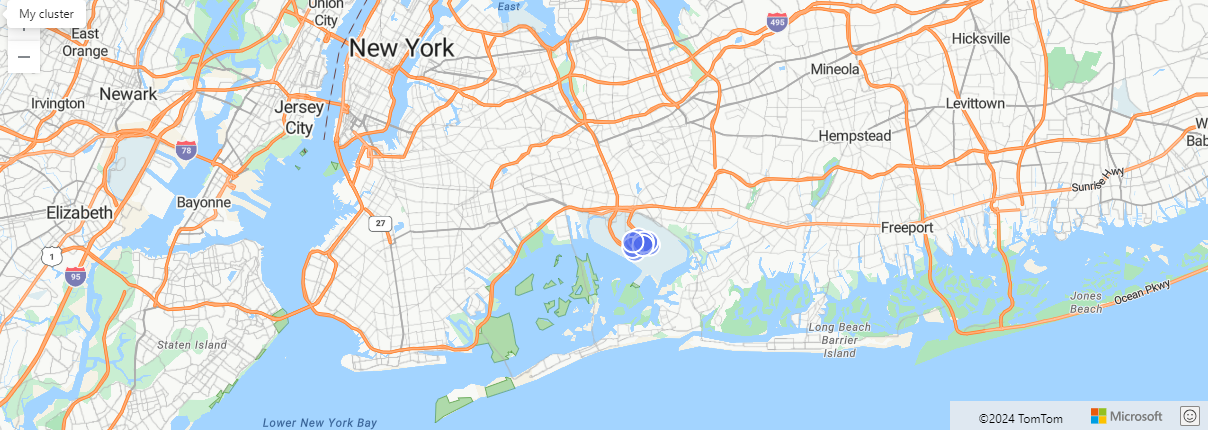 My cluster
Union
City
East
East
Orange
New York
495
Hicksville
Mineola
Irvington
Newark
Jersey
City
Levittown
Hempstead
W
Bab
78
Sunrise Hwy
Elizabeth
Bayonne
27
Freeport
1
95
Ocean Pkwy
Jones
Beach
Staten Island
Long Beach
Barrier
Island
Lower New York Bay
©2024 TomTom
Microsoft